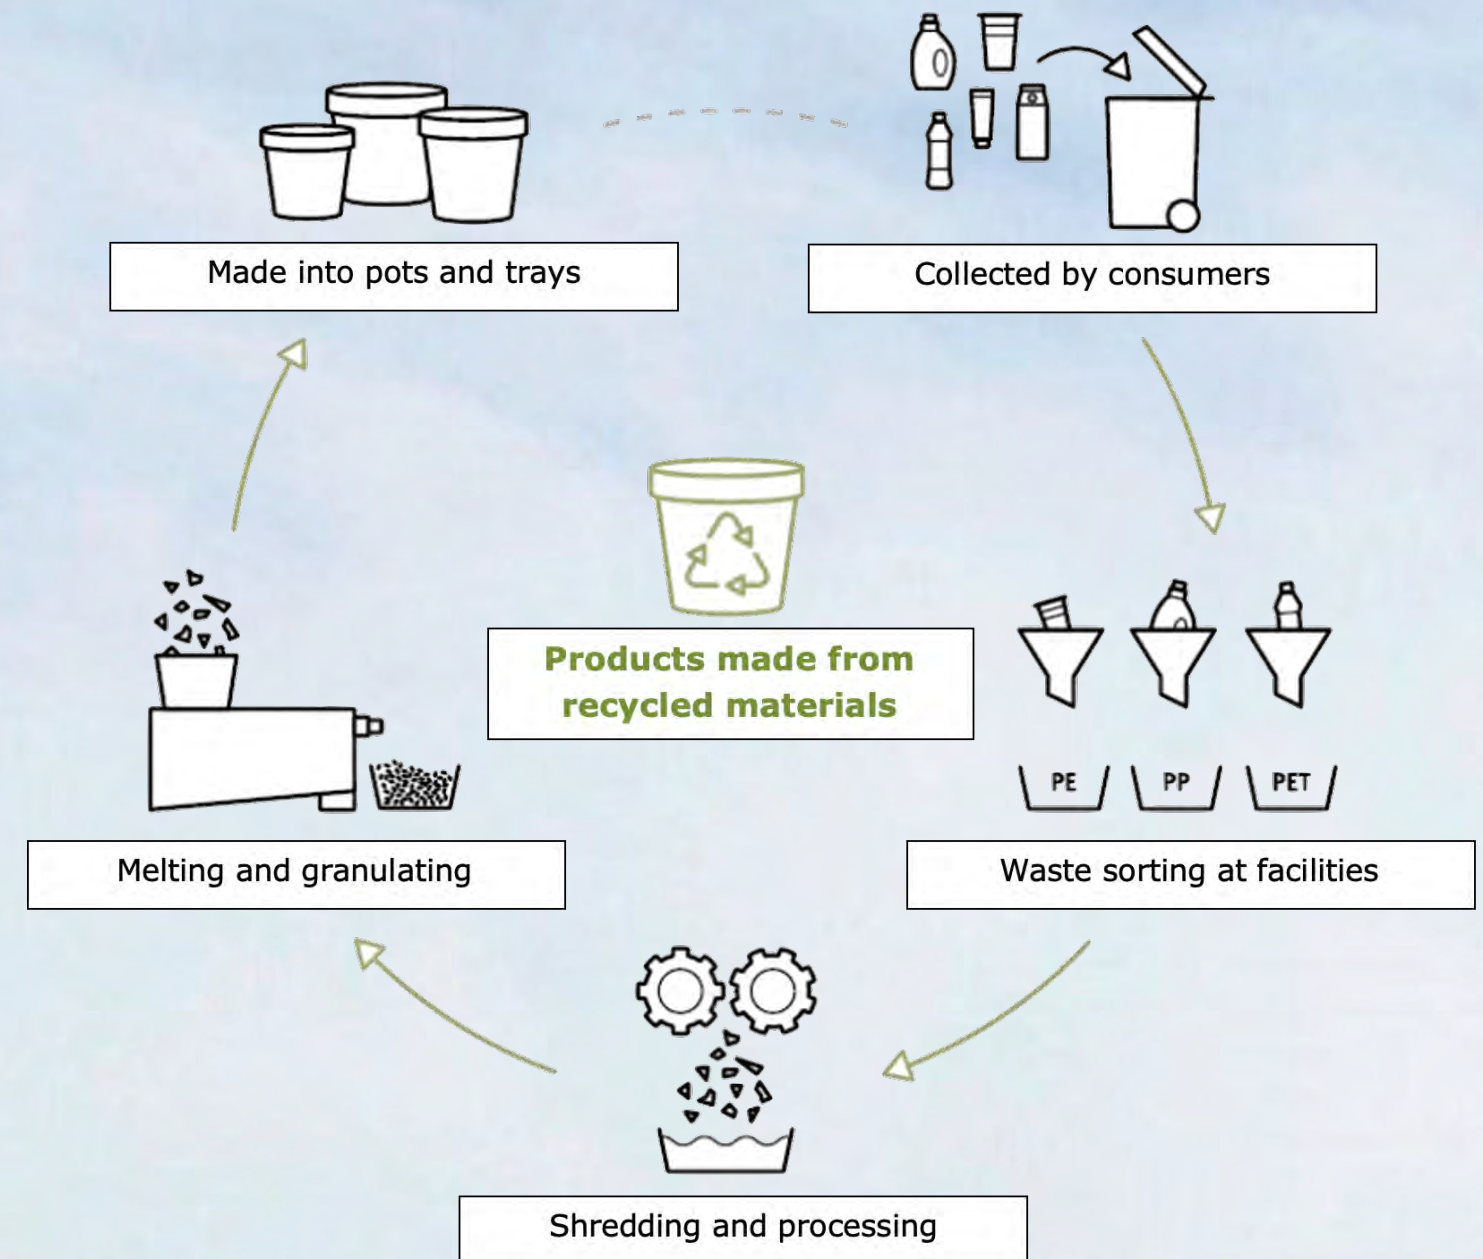 Made into pots and trays
Collected by consumers
Products made from
recycled materials
PE
PP
PET
Melting and granulating
Waste sorting at facilities
Shredding and processing